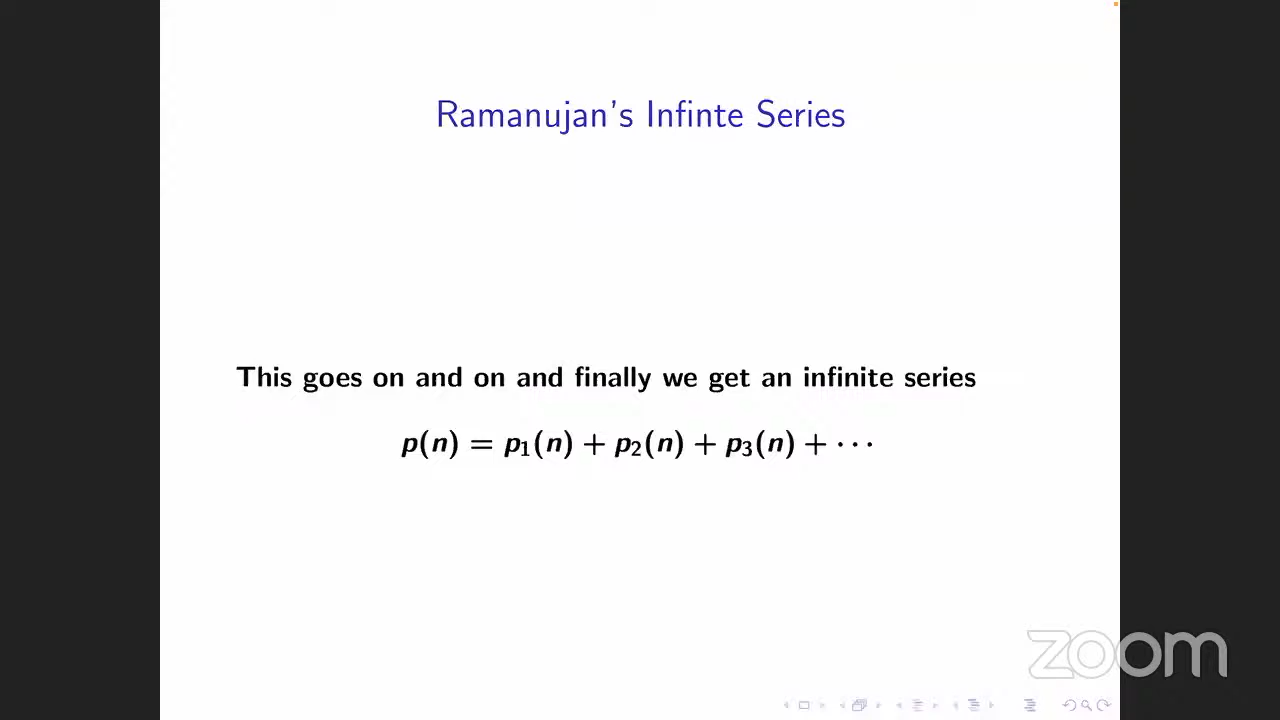 Ramanujan's Infinte Series
This goes on and on and finally we get an infinite series
p(n) = p₁(n) + p₂(n) + p₃(n) + ···
zoom